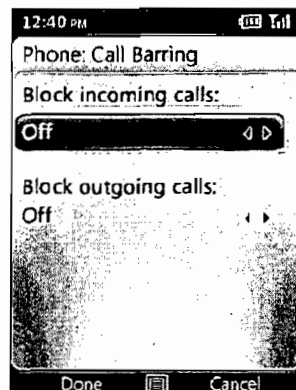 12:40 PM
Phone: Call Barring
Block incoming calls:
Off
Block outgoing calls:
Off
Done Cancel